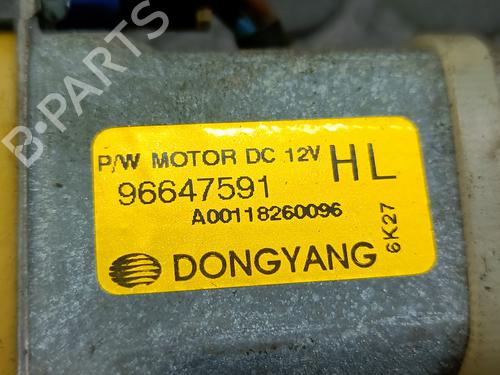 B-PARTS
P/W MOTOR DC 12V HL
96647591
A00118260096
DONGYANG
6K27